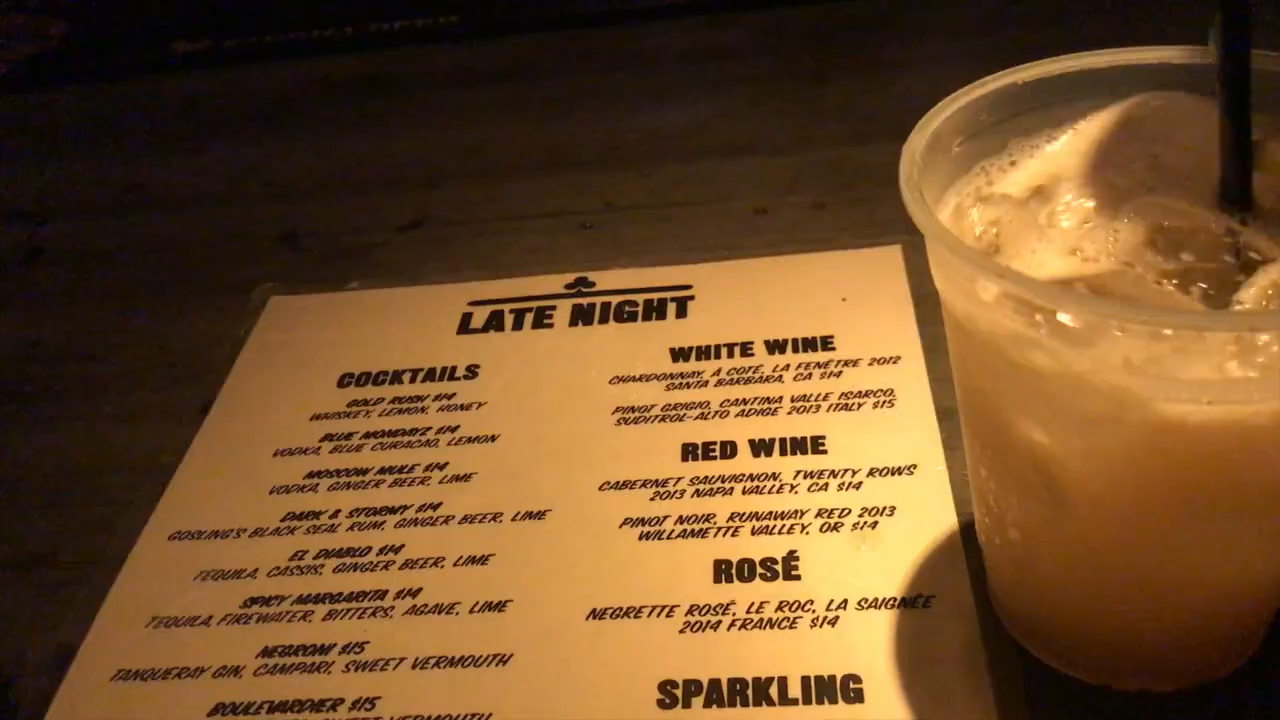 LATE NIGHT
COCKTAILS
GOLD RUSH $14
WHISKEY, LEMON, HONEY
BLUE MONDAYZ $14
VODKA, BLUE CURACAO, LEMON
MOSCOW MULE $14
VODKA, GINGER BEER, LIME
DARK & STORMY $14
GOSLING'S BLACK SEAL RUM, GINGER BEER, LIME
EL DIABLO $14
TEQUILA, CASSIS, GINGER BEER, LIME
SPICY MARGARITA $14
TEQUILA, FIREWATER, BITTERS, AGAVE, LIME
NEGRONI $15
TANQUERAY GIN, CAMPARI, SWEET VERMOUTH
BOULEVARDIER $15
SWEET VERMOUTH
WHITE WINE
CHARDONNAY, À COTE, LA FENÊTRE 2012
SANTA BARBARA, CA $14
PINOT GRIGIO, CANTINA VALLE ISARCO,
SUDITROL-ALTO ADIGE 2013 ITALY $15
RED WINE
CABERNET SAUVIGNON, TWENTY ROWS
2013 NAPA VALLEY, CA $14
PINOT NOIR, RUNAWAY RED 2013
WILLAMETTE VALLEY, OR $14
ROSÉ
NEGRETTE ROSÉ, LE ROC, LA SAIGNÉE
2014 FRANCE $14
SPARKLING